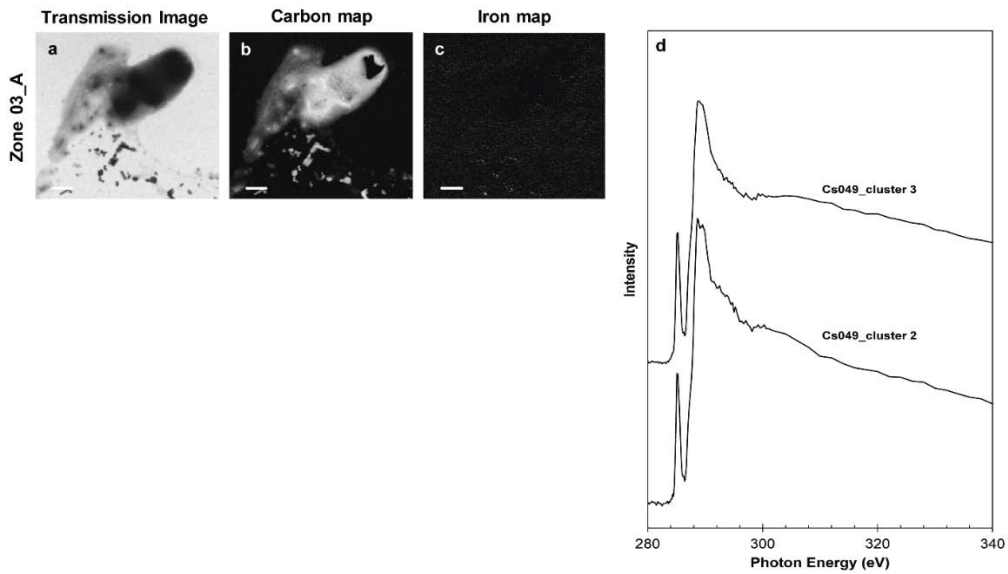 Transmission Image
Carbon map
Iron map
Zone 03_A
a
b
c
d
Cs049_cluster 3
Cs049_cluster 2
Intensity
280
300
320
340
Photon Energy (eV)